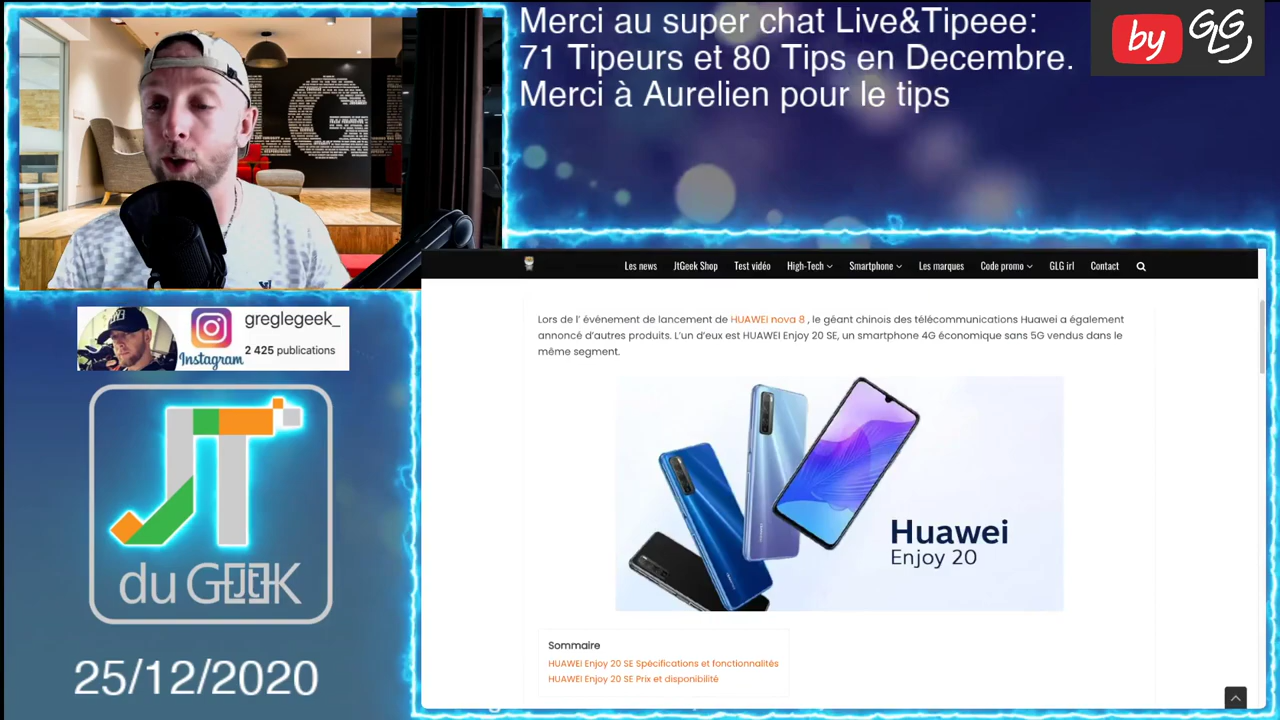 Merci au super chat Live&Tipeee:
71 Tipeurs et 80 Tips en Decembre.
Merci à Aurelien pour le tips
by GLG
greglegeek_
Instagram
2 425 publications
JT
du GEEK
25/12/2020
Les news JtGeek Shop Test vidéo High-Tech Smartphone Les marques Code promo GLG irl Contact
Lors de l' événement de lancement de HUAWEI nova 8 , le géant chinois des télécommunications Huawei a également
annoncé d'autres produits. L'un d'eux est HUAWEI Enjoy 20 SE, un smartphone 4G économique sans 5G vendus dans le
même segment.
Huawei
Enjoy 20
Sommaire
HUAWEI Enjoy 20 SE Spécifications et fonctionnalités
HUAWEI Enjoy 20 SE Prix et disponibilité